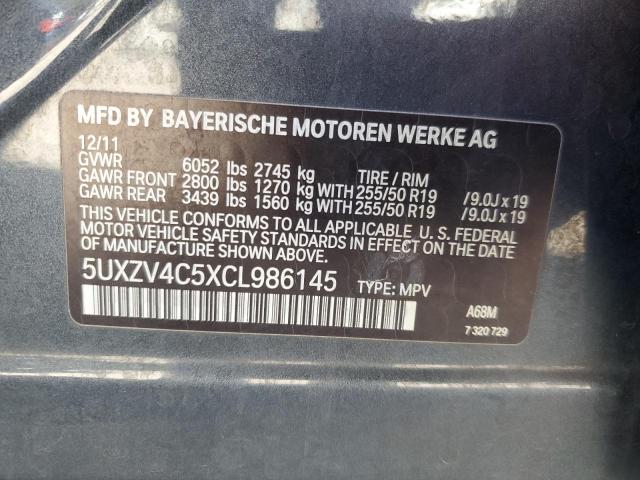 MFD BY BAYERISCHE MOTOREN WERKE AG
12/11
GVWR 6052 lbs 2745 kg TIRE / RIM
GAWR FRONT 2800 lbs 1270 kg WITH 255/50 R19 /9.0J x 19
GAWR REAR 3439 lbs 1560 kg WITH 255/50 R19 /9.0J x 19
THIS VEHICLE CONFORMS TO ALL APPLICABLE U. S. FEDERAL
MOTOR VEHICLE SAFETY STANDARDS IN EFFECT ON THE DATE OF
MANUFACTURE SHOWN ABOVE.
5UXZV4C5XCL986145 TYPE: MPV
A68M
7 320 729